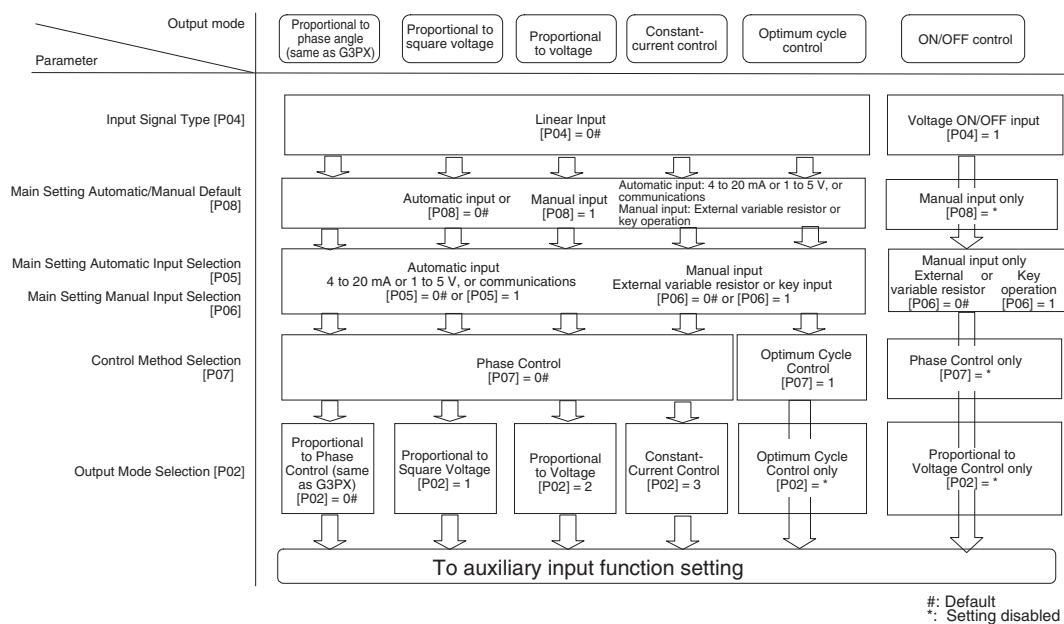 Output mode
Parameter
Proportional to
phase angle
(same as G3PX)
Proportional to
square voltage
Proportional
to voltage
Constant-
current control
Optimum cycle
control
ON/OFF control
Input Signal Type [P04]
Linear Input
[P04] = 0#
Voltage ON/OFF input
[P04] = 1
Main Setting Automatic/Manual Default
[P08]
Automatic input or
[P08] = 0#
Manual input
[P08] = 1
Automatic input: 4 to 20 mA or 1 to 5 V, or
communications
Manual input: External variable resistor or
key operation
Manual input only
[P08] = *
Main Setting Automatic Input Selection
[P05]
Main Setting Manual Input Selection
[P06]
Automatic input
4 to 20 mA or 1 to 5 V, or communications
[P05] = 0# or [P05] = 1
Manual input
External variable resistor or key input
[P06] = 0# or [P06] = 1
Manual input only
External or Key
variable resistor operation
[P06] = 0# [P06] = 1
Control Method Selection
[P07]
Phase Control
[P07] = 0#
Optimum Cycle
Control
[P07] = 1
Phase Control only
[P07] = *
Output Mode Selection [P02]
Proportional
to Phase
Control (same
as G3PX)
[P02] = 0#
Proportional to
Square Voltage
[P02] = 1
Proportional
to Voltage
[P02] = 2
Constant-
Current Control
[P02] = 3
Optimum Cycle
Control only
[P02] = *
Proportional to
Voltage Control only
[P02] = *
To auxiliary input function setting
#: Default
*: Setting disabled